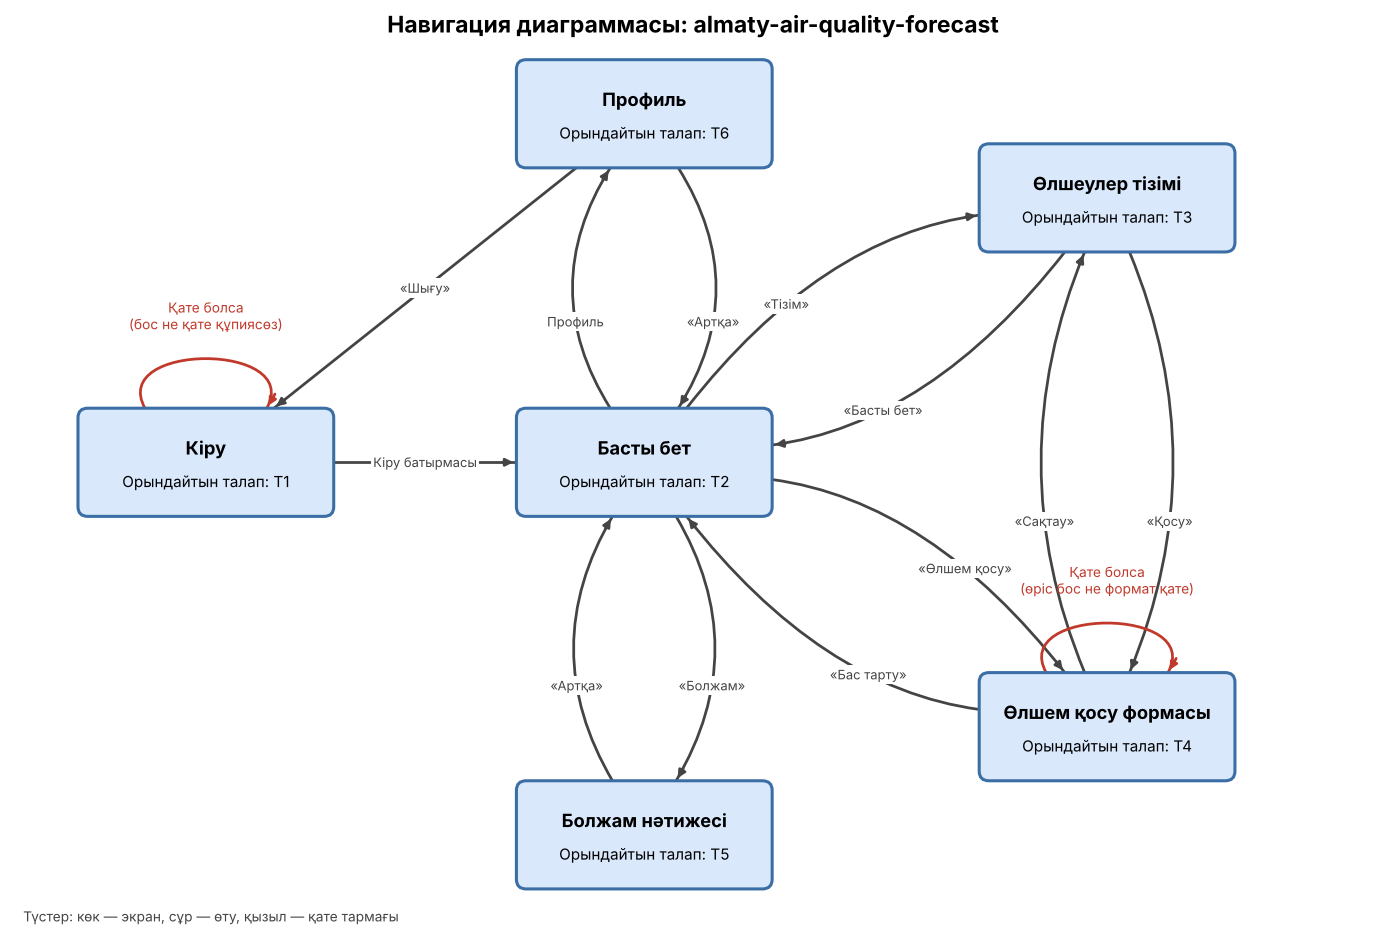 Навигация диаграммасы: almaty-air-quality-forecast
Профиль
Орындайтын талап: T6
Өлшеулер тізімі
Орындайтын талап: T3
«Шығу»
Қате болса
(бос не қате құпиясөз)
Профиль
«Артқа»
«Тізім»
«Басты бет»
Кіру
Орындайтын талап: T1
Кіру батырмасы
Басты бет
Орындайтын талап: T2
«Сақтау»
«Қосу»
«Өлшем қосу»
Қате болса
(өріс бос не формат қате)
«Бас тарту»
«Артқа»
«Болжам»
Өлшем қосу формасы
Орындайтын талап: T4
Болжам нәтижесі
Орындайтын талап: T5
Түстер: көк — экран, сұр — өту, қызыл — қате тармағы